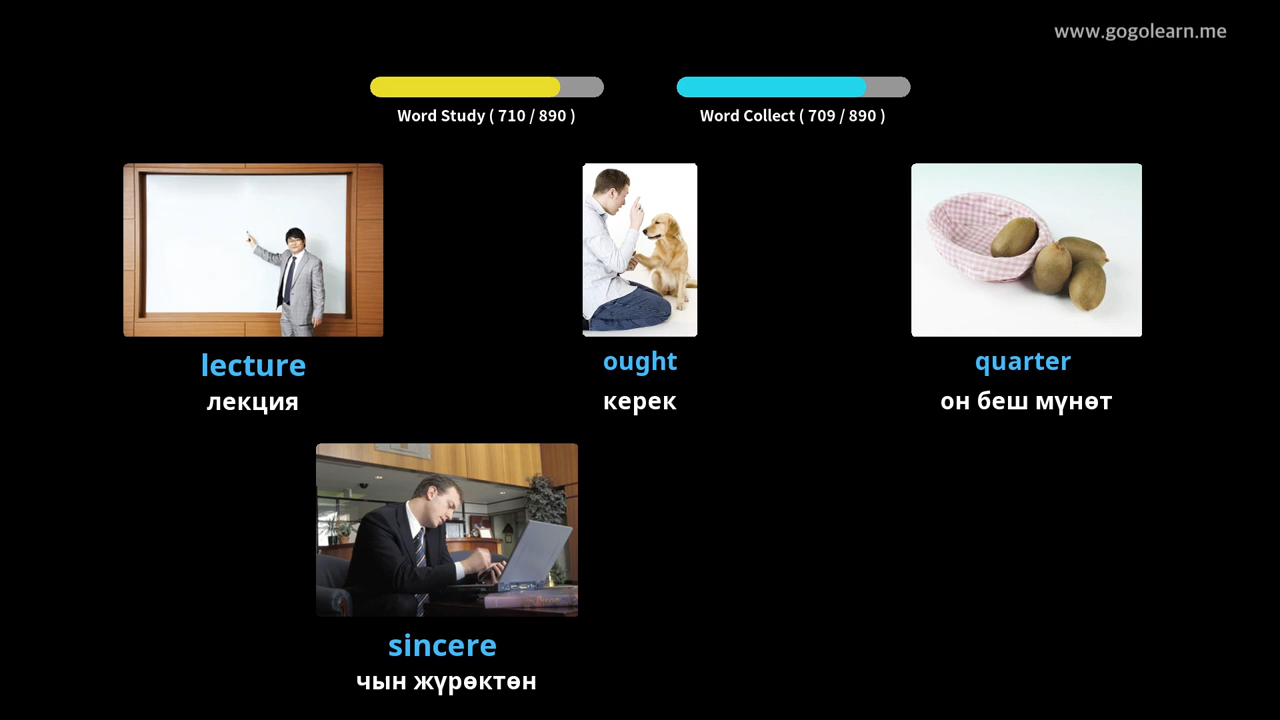 www.gogolearn.me
Word Study ( 710 / 890 )
Word Collect ( 709 / 890 )
lecture
лекция
ought
керек
quarter
он беш мүнөт
sincere
чын жүрөктөн